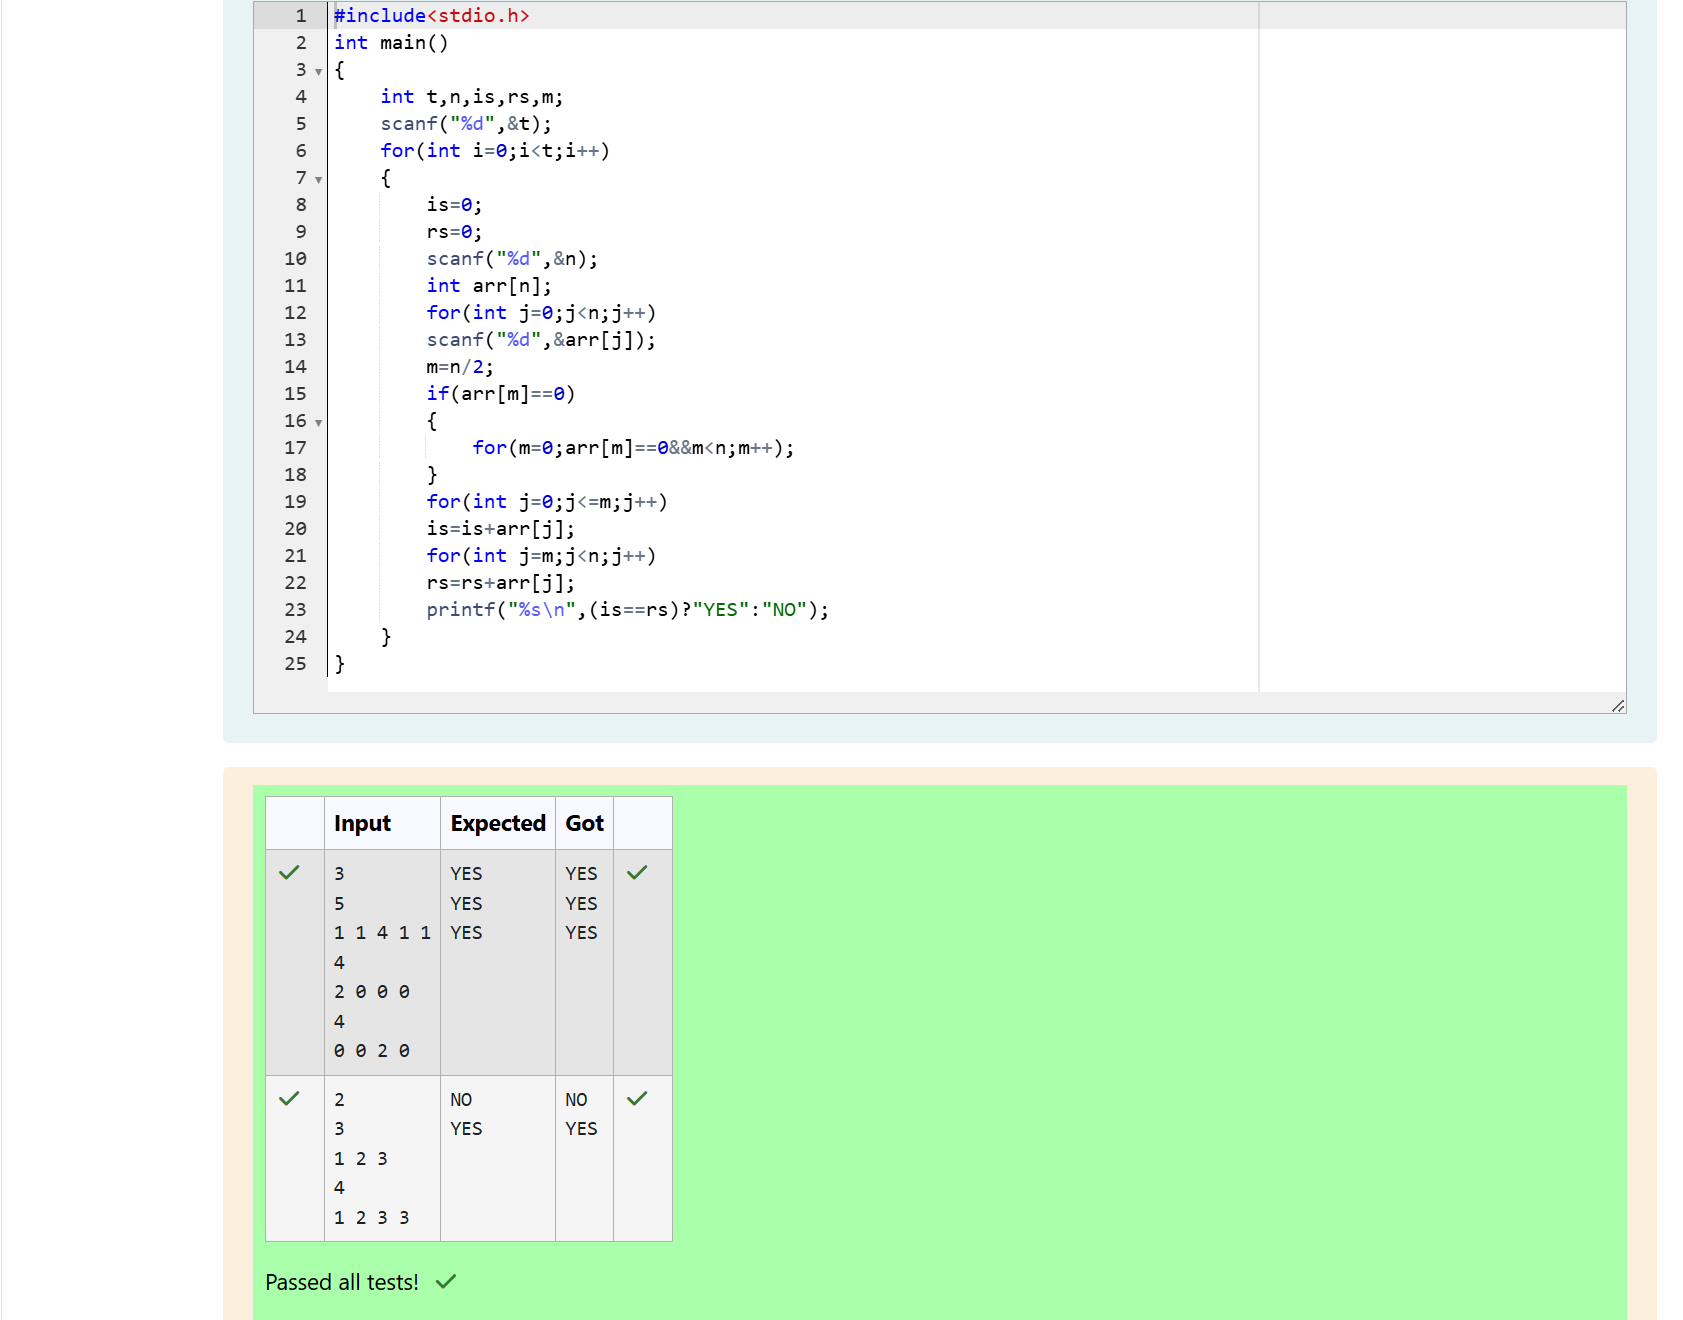 1 #include<stdio.h>
2 int main()
3 {
4     int t,n,is,rs,m;
5     scanf("%d",&t);
6     for(int i=0;i<t;i++)
7     {
8         is=0;
9         rs=0;
10         scanf("%d",&n);
11         int arr[n];
12         for(int j=0;j<n;j++)
13         scanf("%d",&arr[j]);
14         m=n/2;
15         if(arr[m]==0)
16         {
17             for(m=0;arr[m]==0&&m<n;m++);
18         }
19         for(int j=0;j<=m;j++)
20         is=is+arr[j];
21         for(int j=m;j<n;j++)
22         rs=rs+arr[j];
23         printf("%s\n",(is==rs)?"YES":"NO");
24     }
25 }
Input Expected Got
3 YES YES
5 YES YES
1 1 4 1 1 YES YES
4
2 0 0 0
4
0 0 2 0
2 NO NO
3 YES YES
1 2 3
4
1 2 3 3
Passed all tests!